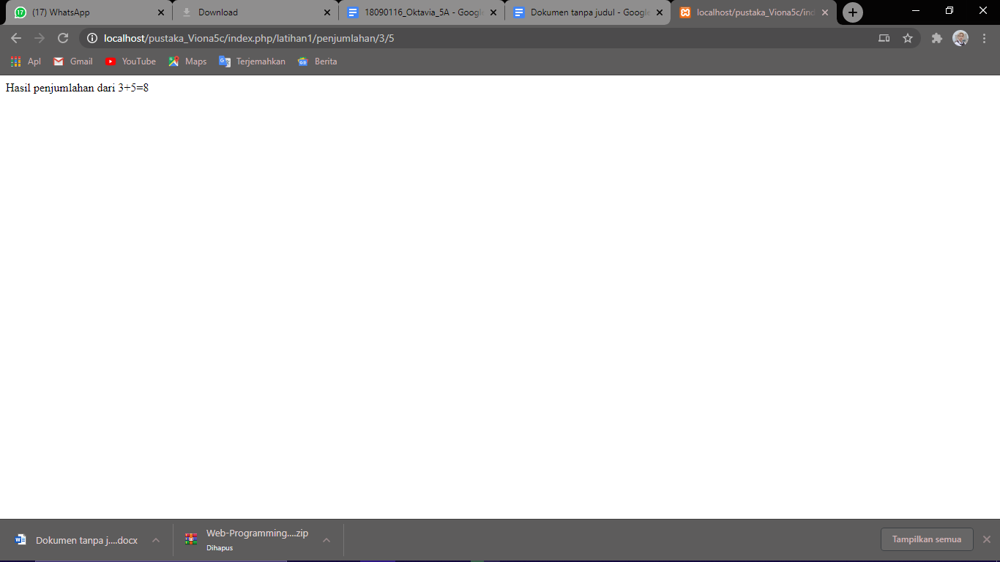 17 (17) WhatsApp
Download
18090116_Oktavia_5A - Google
Dokumen tanpa judul - Google
localhost/pustaka_Viona5c/ind
localhost/pustaka_Viona5c/index.php/latihan1/penjumlahan/3/5
Apl Gmail YouTube Maps Terjemahkan Berita
Hasil penjumlahan dari 3+5=8
Dokumen tanpa j....docx
Web-Programming....zip
Dihapus
Tampilkan semua